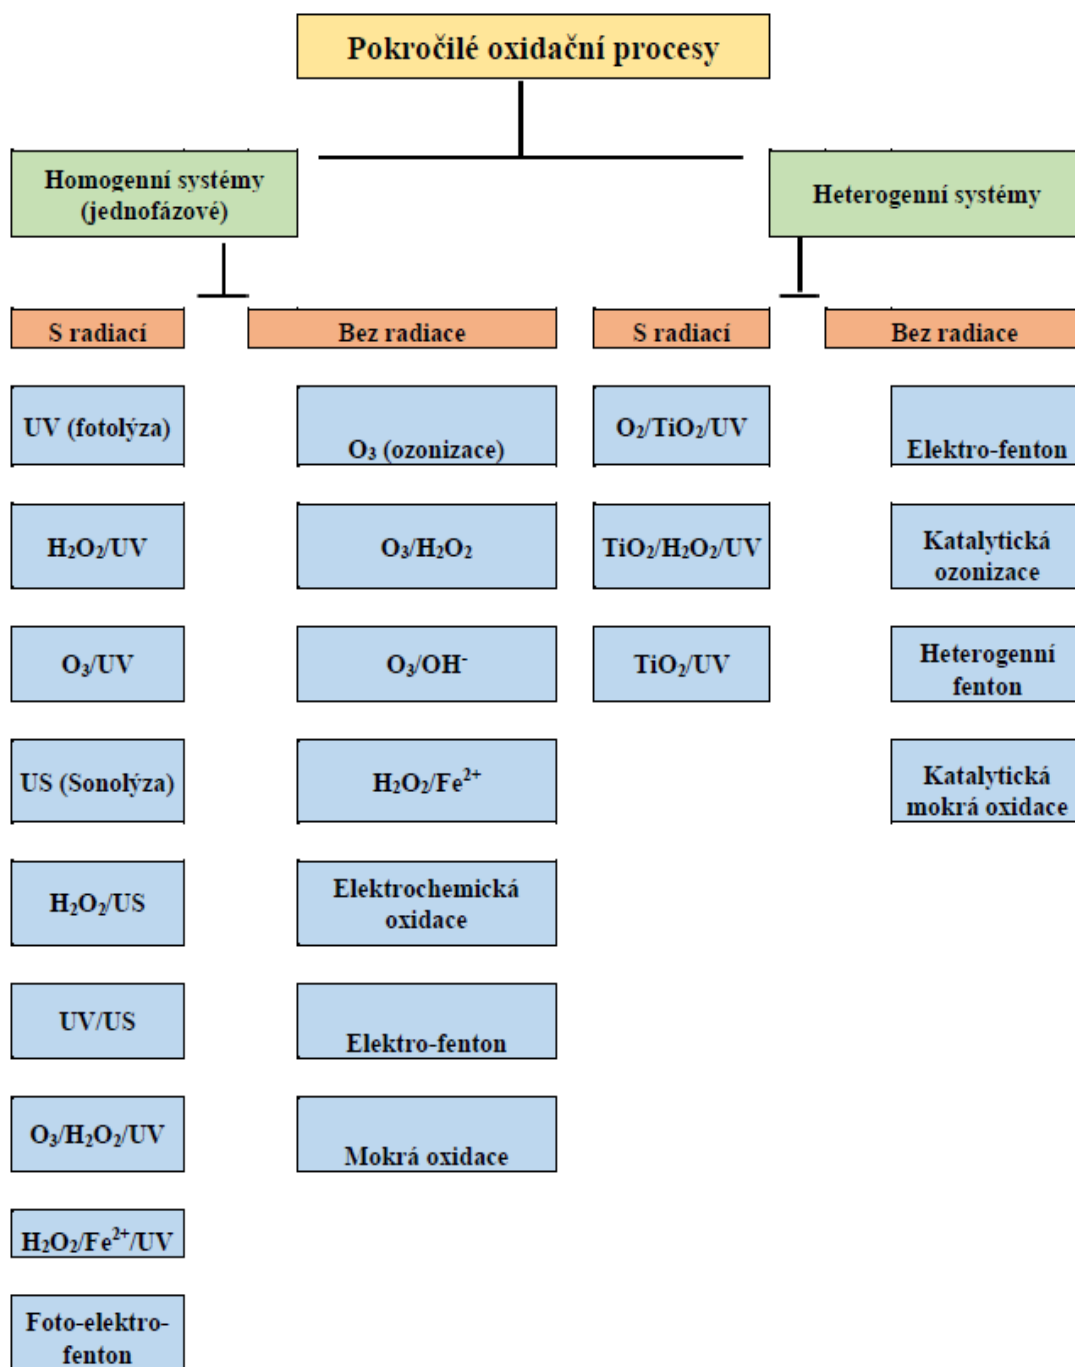 Pokročilé oxidační procesy
Homogenní systémy
(jednofázové)
Heterogenní systémy
S radiací
Bez radiace
S radiací
Bez radiace
UV (fotolýza)
O₃ (ozonizace)
O₂/TiO₂/UV
Elektro-fenton
H₂O₂/UV
O₃/H₂O₂
TiO₂/H₂O₂/UV
Katalytická
ozonizace
O₃/UV
O₃/OH⁻
TiO₂/UV
Heterogenní
fenton
US (Sonolýza)
H₂O₂/Fe²⁺
Katalytická
mokrá oxidace
H₂O₂/US
Elektrochemická
oxidace
UV/US
Elektro-fenton
O₃/H₂O₂/UV
Mokrá oxidace
H₂O₂/Fe²⁺/UV
Foto-elektro-
fenton